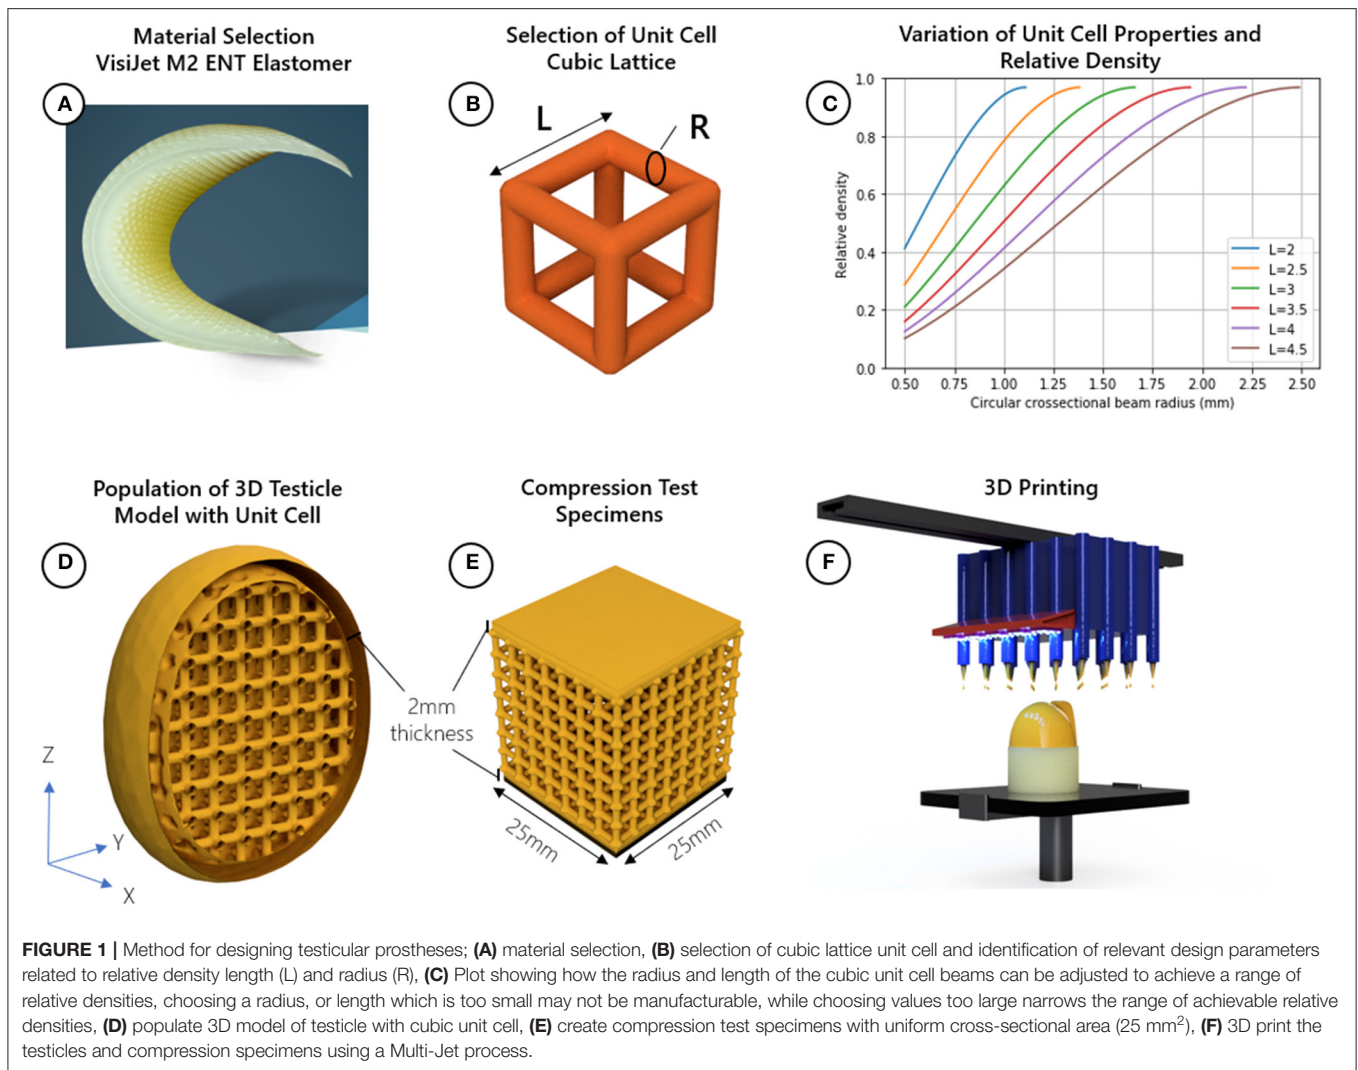 Material Selection
VisiJet M2 ENT Elastomer
A
Selection of Unit Cell
Cubic Lattice
B
L
R
Variation of Unit Cell Properties and
Relative Density
C
1.0
0.8
0.6
0.4
0.2
0.0
Relative density
L=2
L=2.5
L=3
L=3.5
L=4
L=4.5
0.50 0.75 1.00 1.25 1.50 1.75 2.00 2.25 2.50
Circular crossectional beam radius (mm)
Population of 3D Testicle
Model with Unit Cell
D
Z
Y
X
2mm
thickness
Compression Test
Specimens
E
25mm
25mm
3D Printing
F
FIGURE 1 | Method for designing testicular prostheses; (A) material selection, (B) selection of cubic lattice unit cell and identification of relevant design parameters
related to relative density length (L) and radius (R), (C) Plot showing how the radius and length of the cubic unit cell beams can be adjusted to achieve a range of
relative densities, choosing a radius, or length which is too small may not be manufacturable, while choosing values too large narrows the range of achievable relative
densities, (D) populate 3D model of testicle with cubic unit cell, (E) create compression test specimens with uniform cross-sectional area (25 mm²), (F) 3D print the
testicles and compression specimens using a Multi-Jet process.